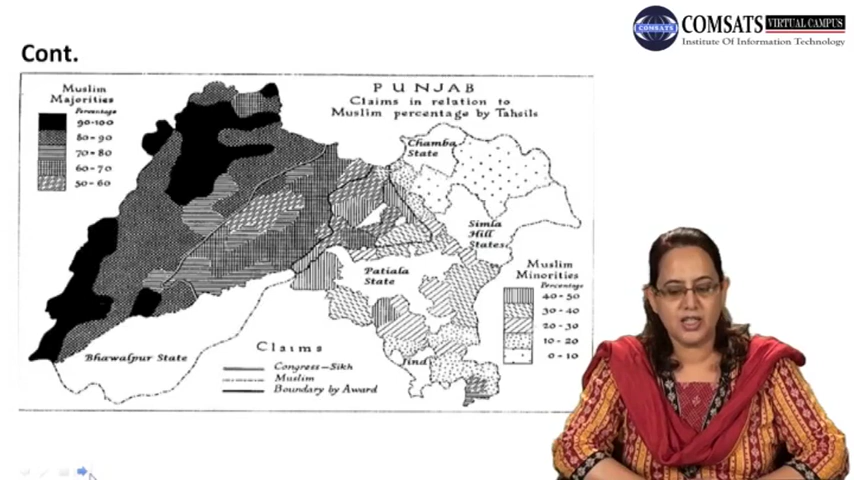 COMSATS
COMSATS VIRTUAL CAMPUS
Institute Of Information Technology
Cont.
Muslim
Majorities
Percentage
90-100
80-90
70-80
60-70
50-60
PUNJAB
Claims in relation to
Muslim percentage by Tahsils
Chamba
State
Simla
Hill
States.
Patiala
State
Muslim
Minorities
Percentage
40-50
30-40
20-30
10-20
0-10
Bhawalpur State
Jind
Claims
Congress-Sikh
Muslim
Boundary by Award